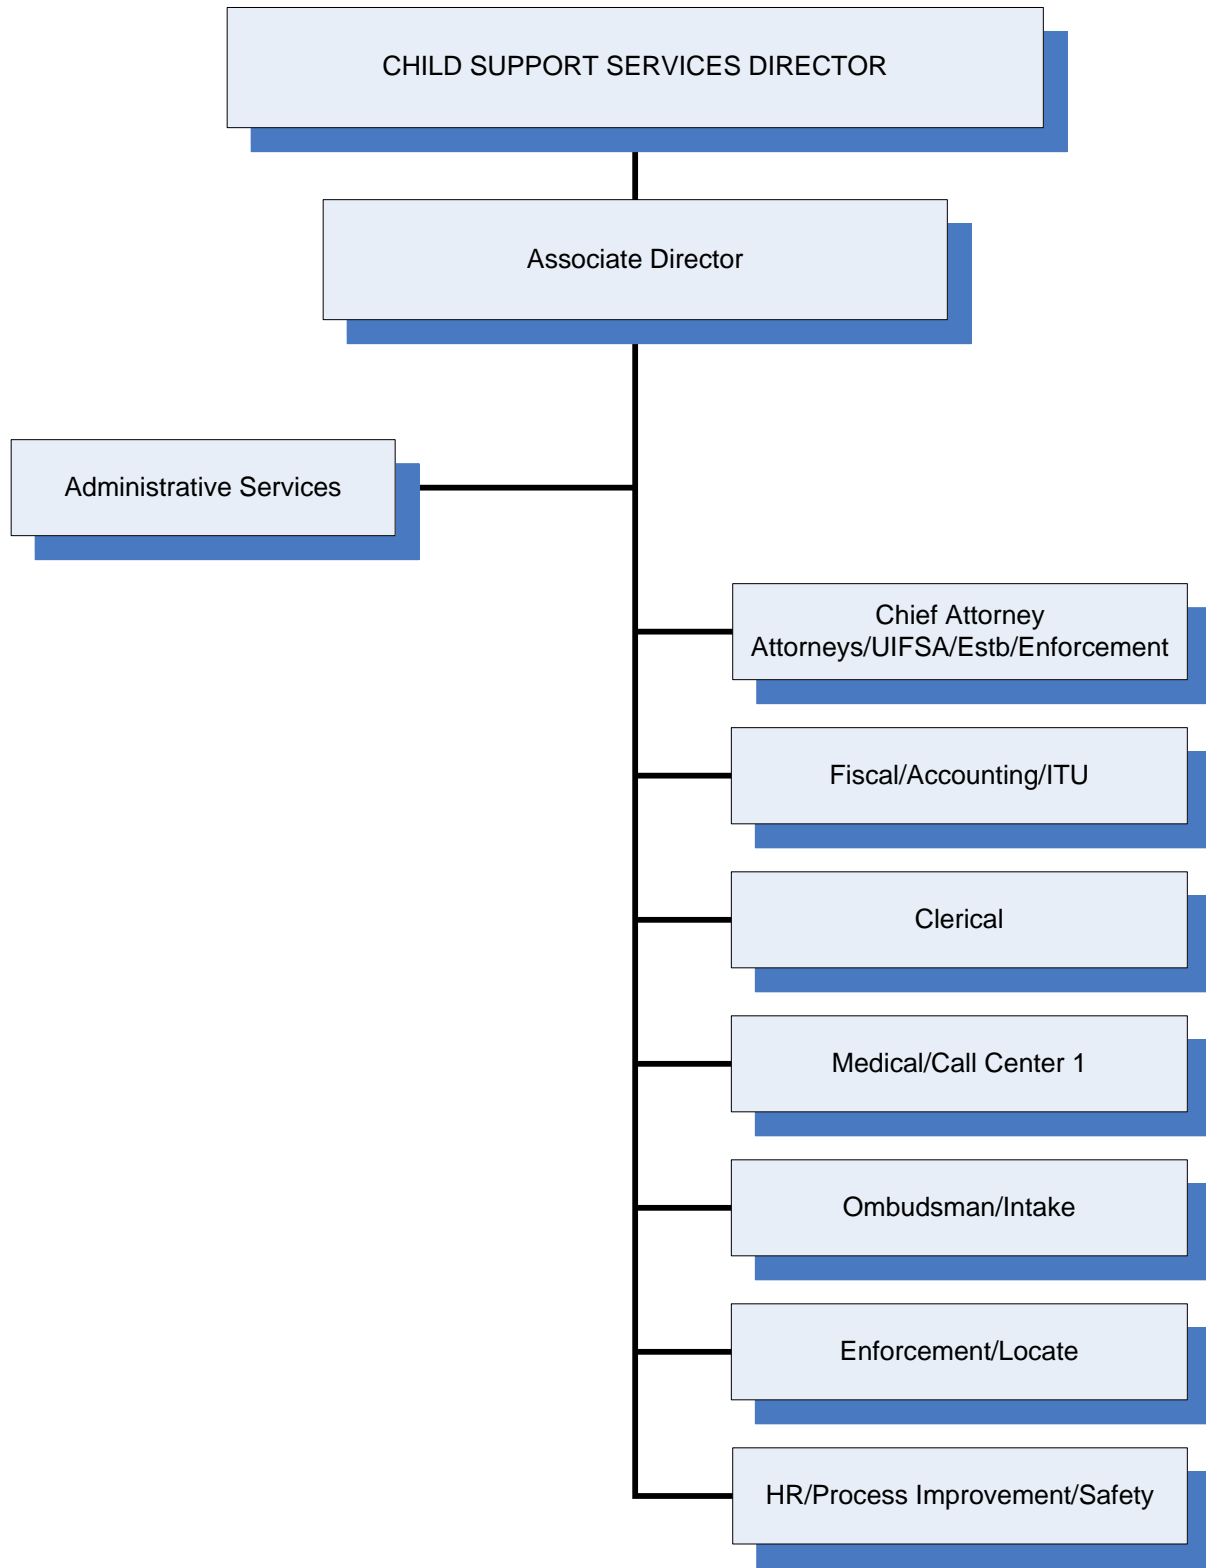 CHILD SUPPORT SERVICES DIRECTOR
Associate Director
Administrative Services
Chief Attorney
Attorneys/UIFSA/Estb/Enforcement
Fiscal/Accounting/ITU
Clerical
Medical/Call Center 1
Ombudsman/Intake
Enforcement/Locate
HR/Process Improvement/Safety